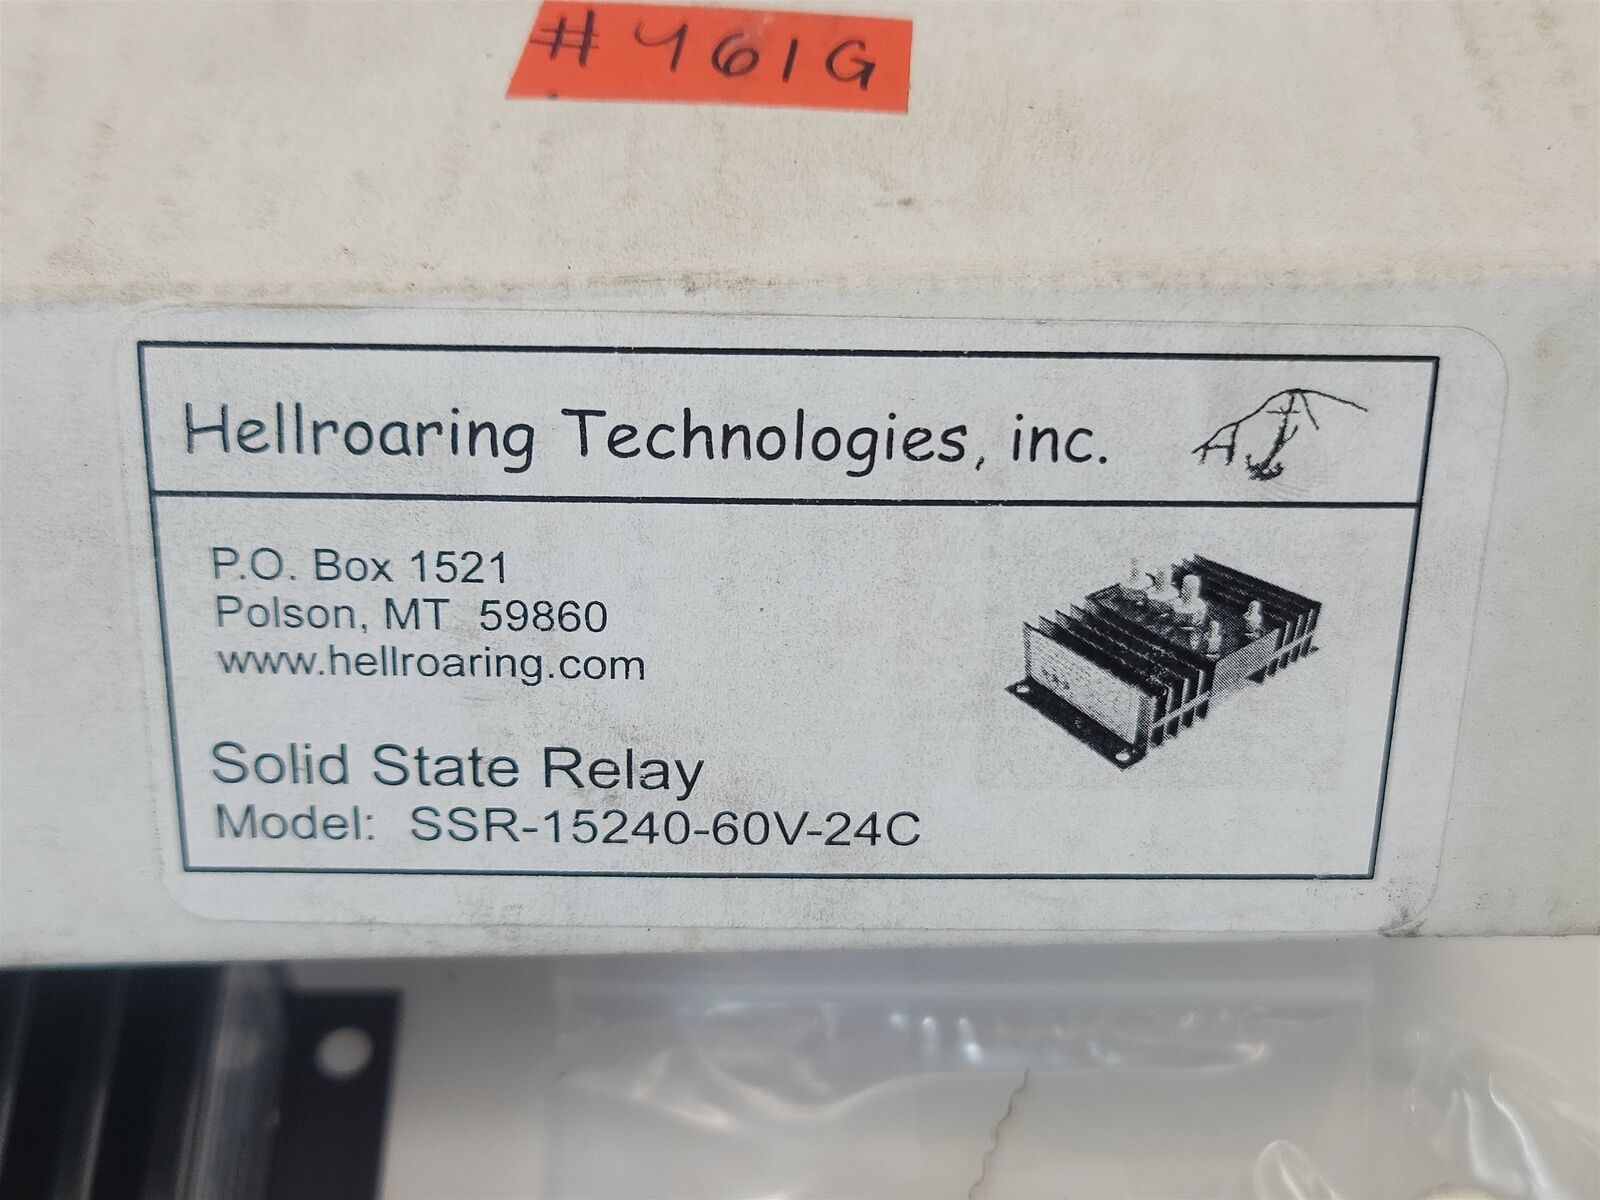 #461G
Hellroaring Technologies, inc.
P.O. Box 1521
Polson, MT 59860
www.hellroaring.com
Solid State Relay
Model: SSR-15240-60V-24C